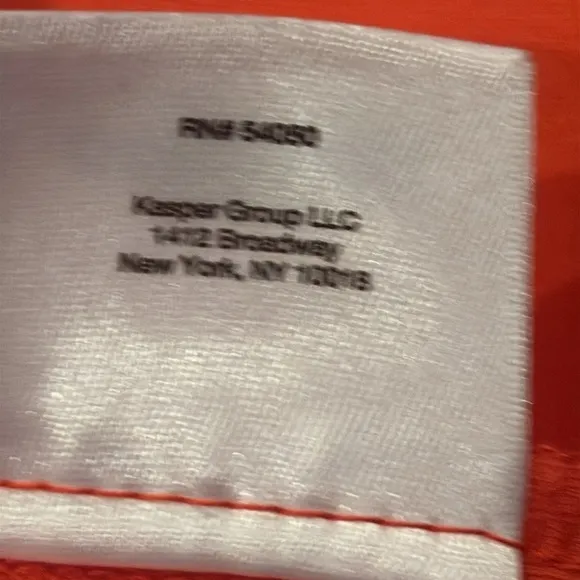 RN# 54050
Kasper Group LLC
1412 Broadway
New York, NY 10018